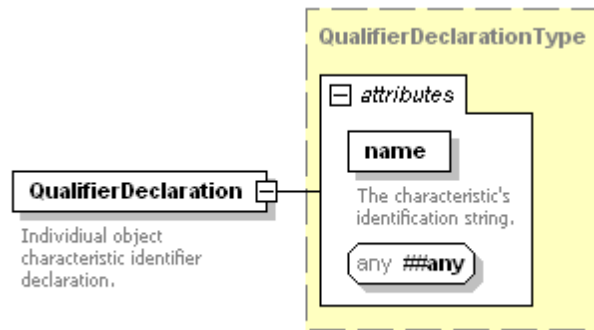 QualifierDeclarationType
attributes
name
The characteristic's
identification string.
QualifierDeclaration
Individiual object
characteristic identifier
declaration.
any ##any